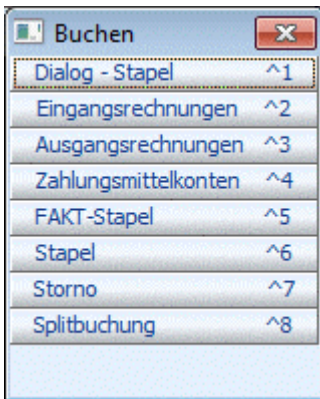 Buchen
Dialog - Stapel ^1
Eingangsrechnungen ^2
Ausgangsrechnungen ^3
Zahlungsmittelkonten ^4
FAKT-Stapel ^5
Stapel ^6
Storno ^7
Splitbuchung ^8